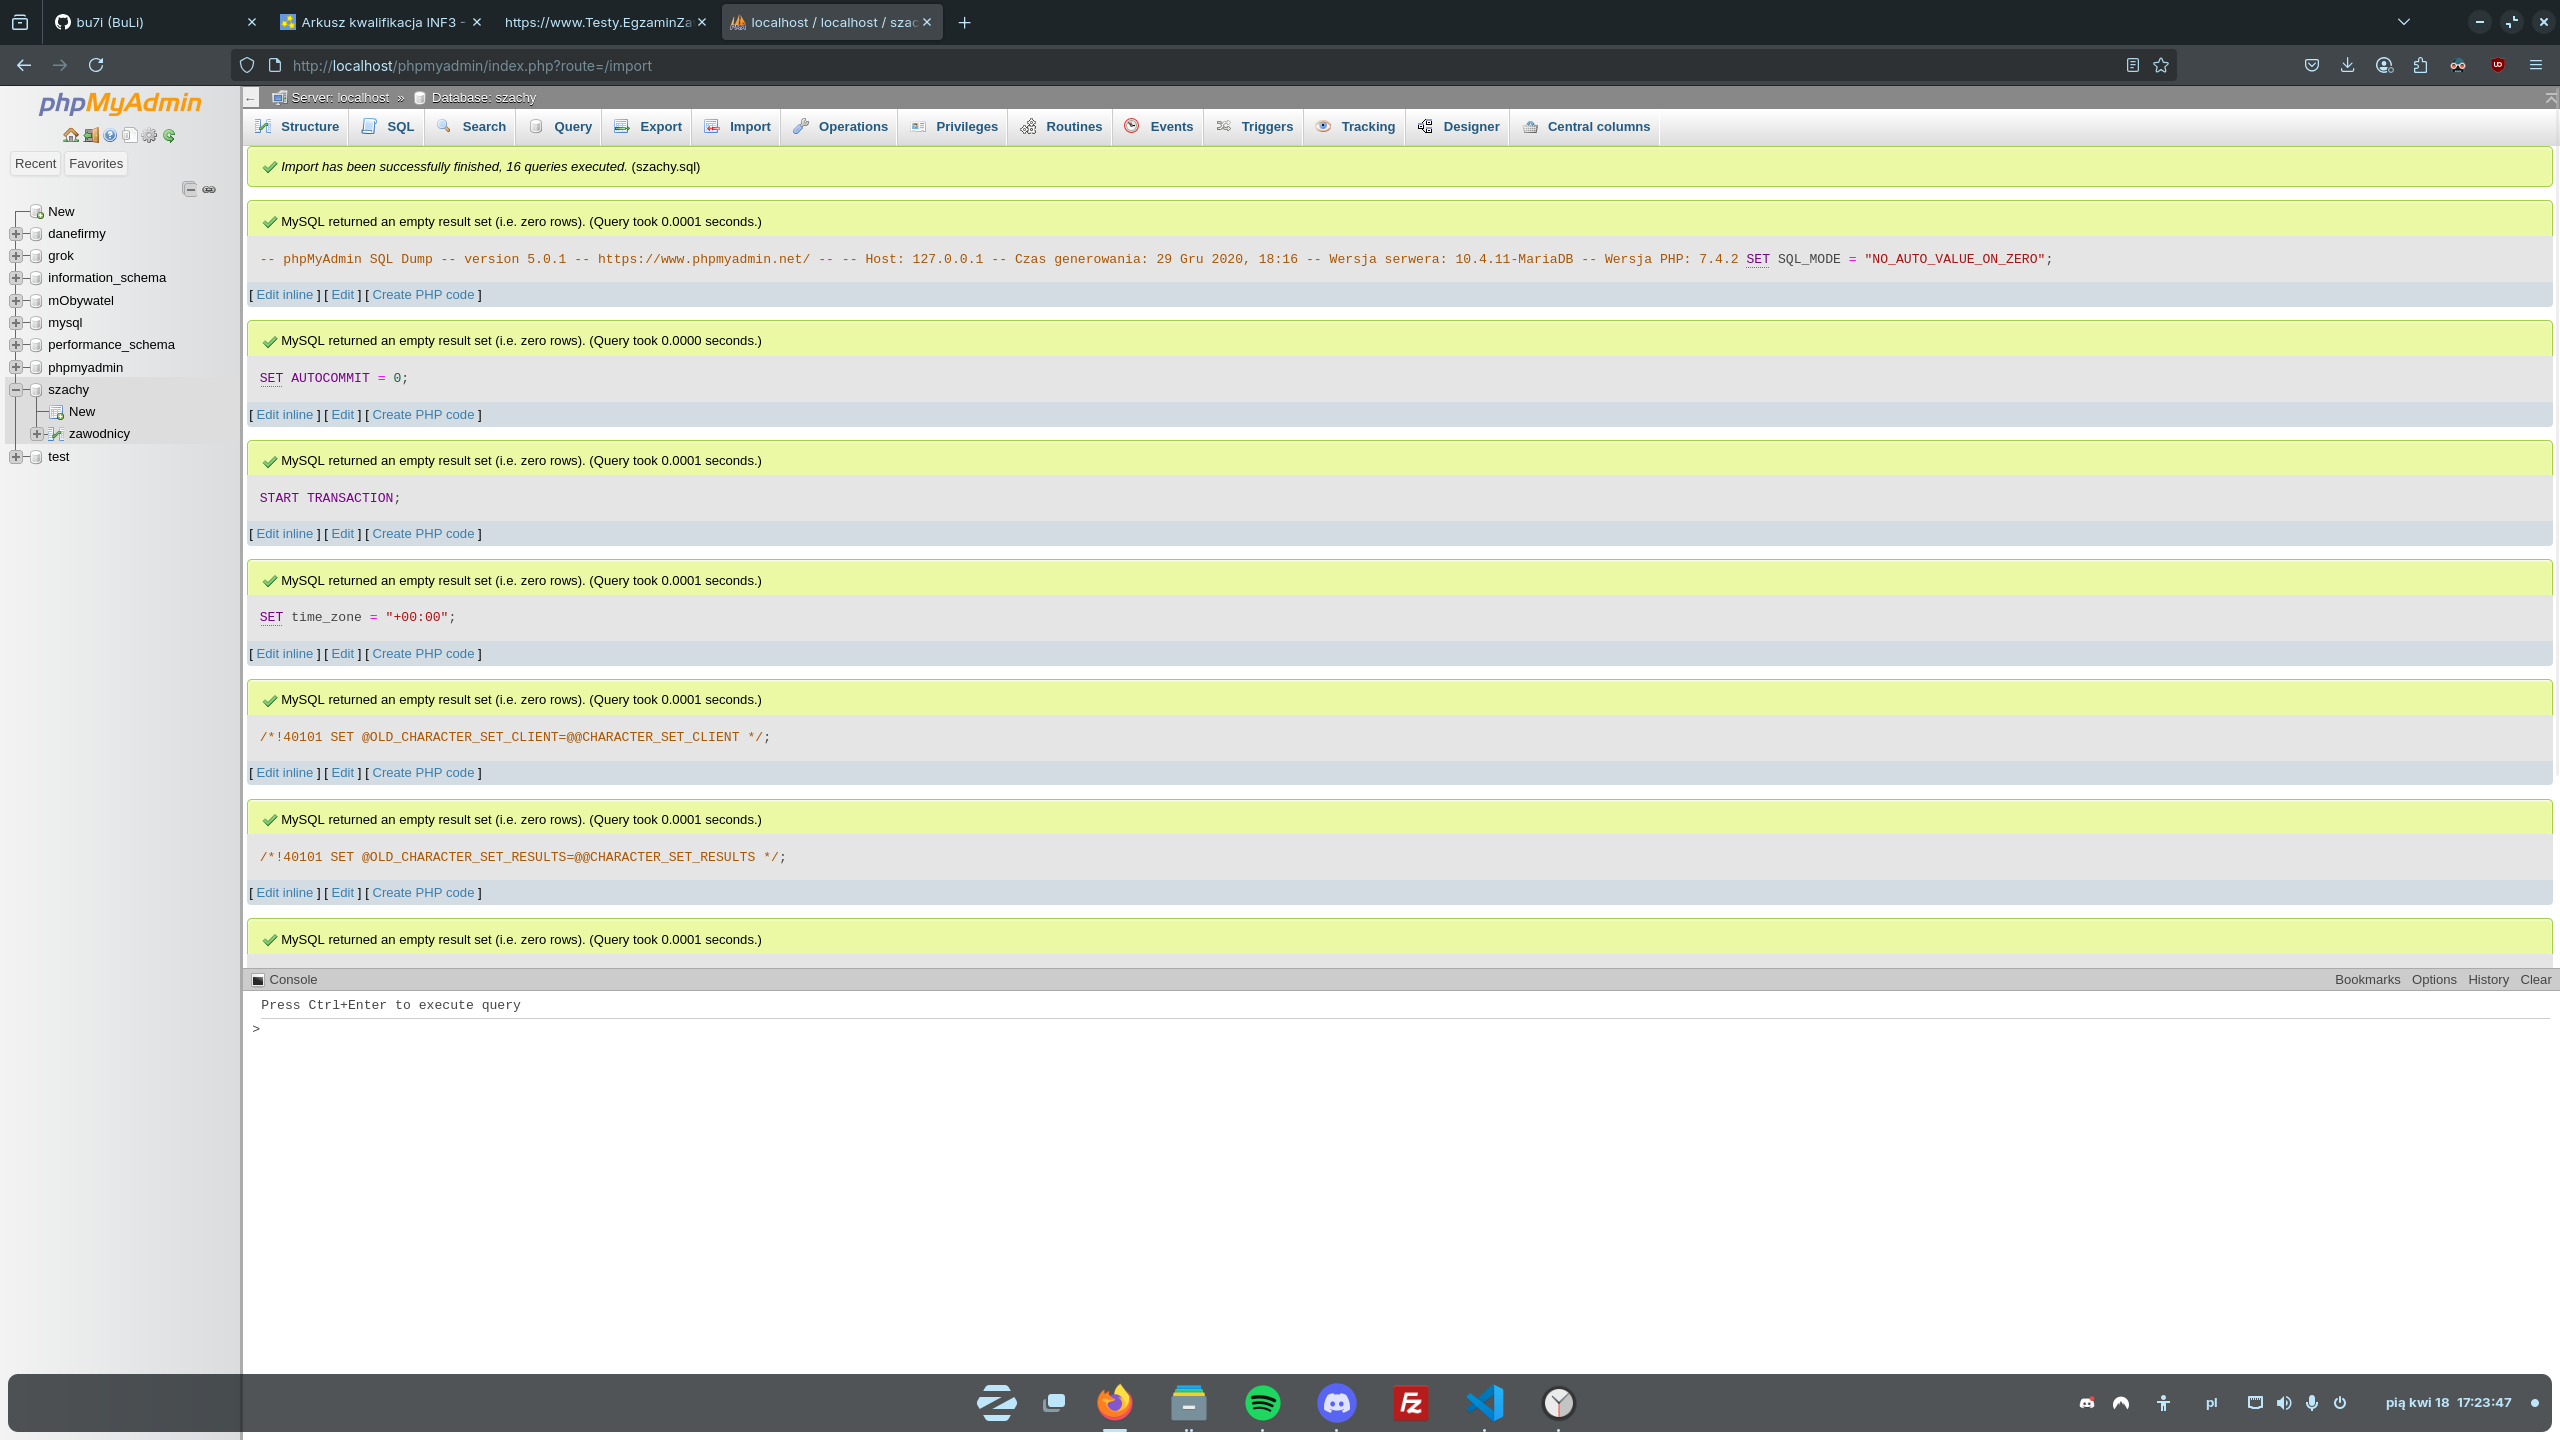 bu7i (BuLi)
Arkusz kwalifikacja INF3 -
https://www.Testy.EgzaminZa
localhost / localhost / szac
http://localhost/phpmyadmin/index.php?route=/import
phpMyAdmin
Recent Favorites
New
danefirmy
grok
information_schema
mObywatel
mysql
performance_schema
phpmyadmin
szachy
New
zawodnicy
test
Server: localhost » Database: szachy
Structure SQL Search Query Export Import Operations Privileges Routines Events Triggers Tracking Designer Central columns
Import has been successfully finished, 16 queries executed. (szachy.sql)
MySQL returned an empty result set (i.e. zero rows). (Query took 0.0001 seconds.)
-- phpMyAdmin SQL Dump -- version 5.0.1 -- https://www.phpmyadmin.net/ -- -- Host: 127.0.0.1 -- Czas generowania: 29 Gru 2020, 18:16 -- Wersja serwera: 10.4.11-MariaDB -- Wersja PHP: 7.4.2 SET SQL_MODE = "NO_AUTO_VALUE_ON_ZERO";
[ Edit inline ] [ Edit ] [ Create PHP code ]
MySQL returned an empty result set (i.e. zero rows). (Query took 0.0000 seconds.)
SET AUTOCOMMIT = 0;
[ Edit inline ] [ Edit ] [ Create PHP code ]
MySQL returned an empty result set (i.e. zero rows). (Query took 0.0001 seconds.)
START TRANSACTION;
[ Edit inline ] [ Edit ] [ Create PHP code ]
MySQL returned an empty result set (i.e. zero rows). (Query took 0.0001 seconds.)
SET time_zone = "+00:00";
[ Edit inline ] [ Edit ] [ Create PHP code ]
MySQL returned an empty result set (i.e. zero rows). (Query took 0.0001 seconds.)
/*!40101 SET @OLD_CHARACTER_SET_CLIENT=@@CHARACTER_SET_CLIENT */;
[ Edit inline ] [ Edit ] [ Create PHP code ]
MySQL returned an empty result set (i.e. zero rows). (Query took 0.0001 seconds.)
/*!40101 SET @OLD_CHARACTER_SET_RESULTS=@@CHARACTER_SET_RESULTS */;
[ Edit inline ] [ Edit ] [ Create PHP code ]
MySQL returned an empty result set (i.e. zero rows). (Query took 0.0001 seconds.)
Console
Bookmarks Options History Clear
Press Ctrl+Enter to execute query
>
pl
pią kwi 18 17:23:47